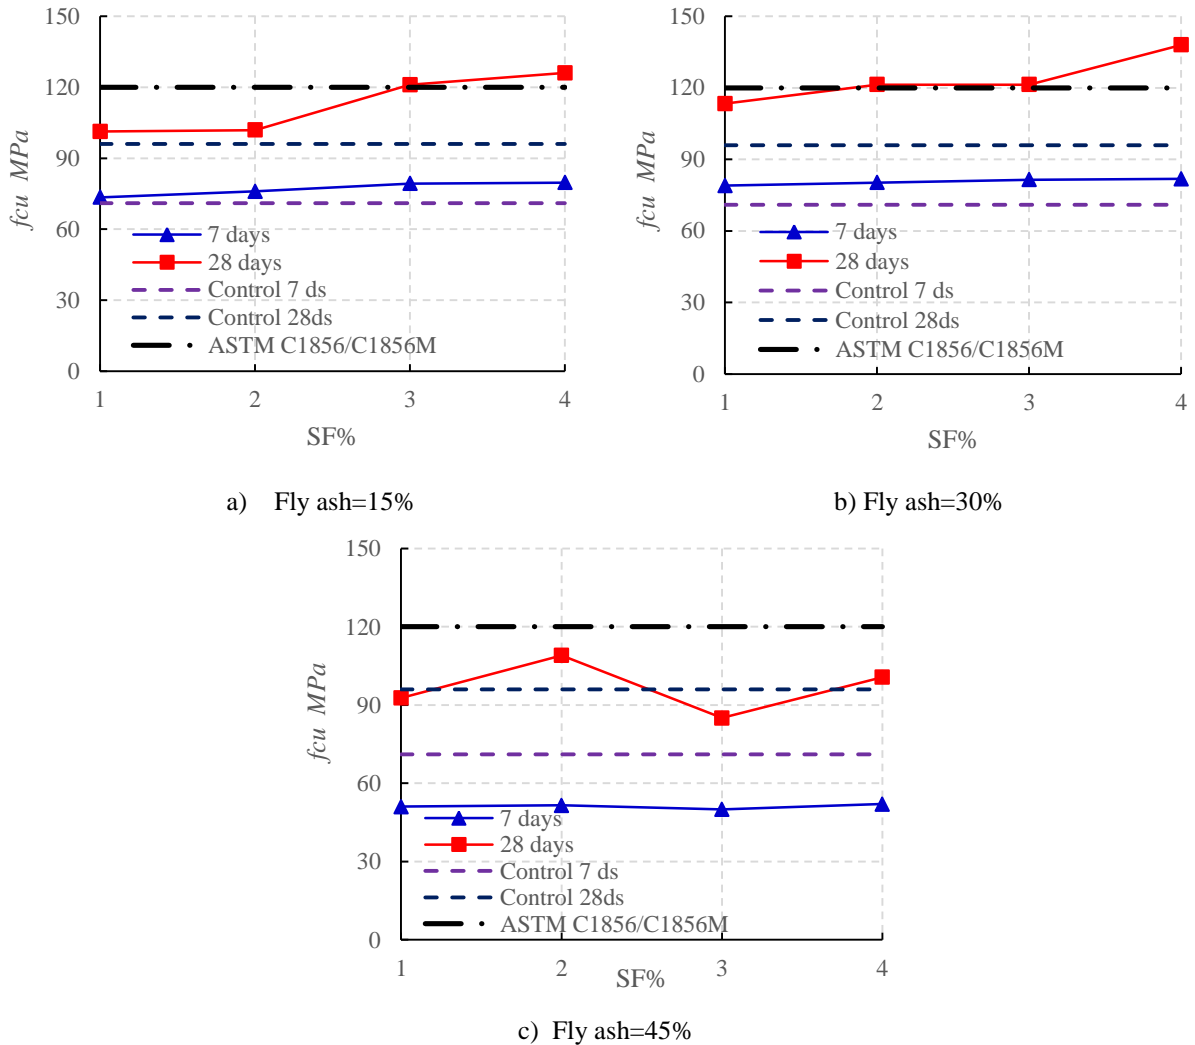 150
120
90
60
30
0
fcu MPa
7 days
28 days
Control 7 ds
Control 28ds
ASTM C1856/C1856M
1 2 3 4
SF%
a) Fly ash=15%
150
120
90
60
30
0
fcu MPa
7 days
28 days
Control 7 ds
Control 28ds
ASTM C1856/C1856M
1 2 3 4
SF%
b) Fly ash=30%
150
120
90
60
30
0
fcu MPa
7 days
28 days
Control 7 ds
Control 28ds
ASTM C1856/C1856M
1 2 3 4
SF%
c) Fly ash=45%